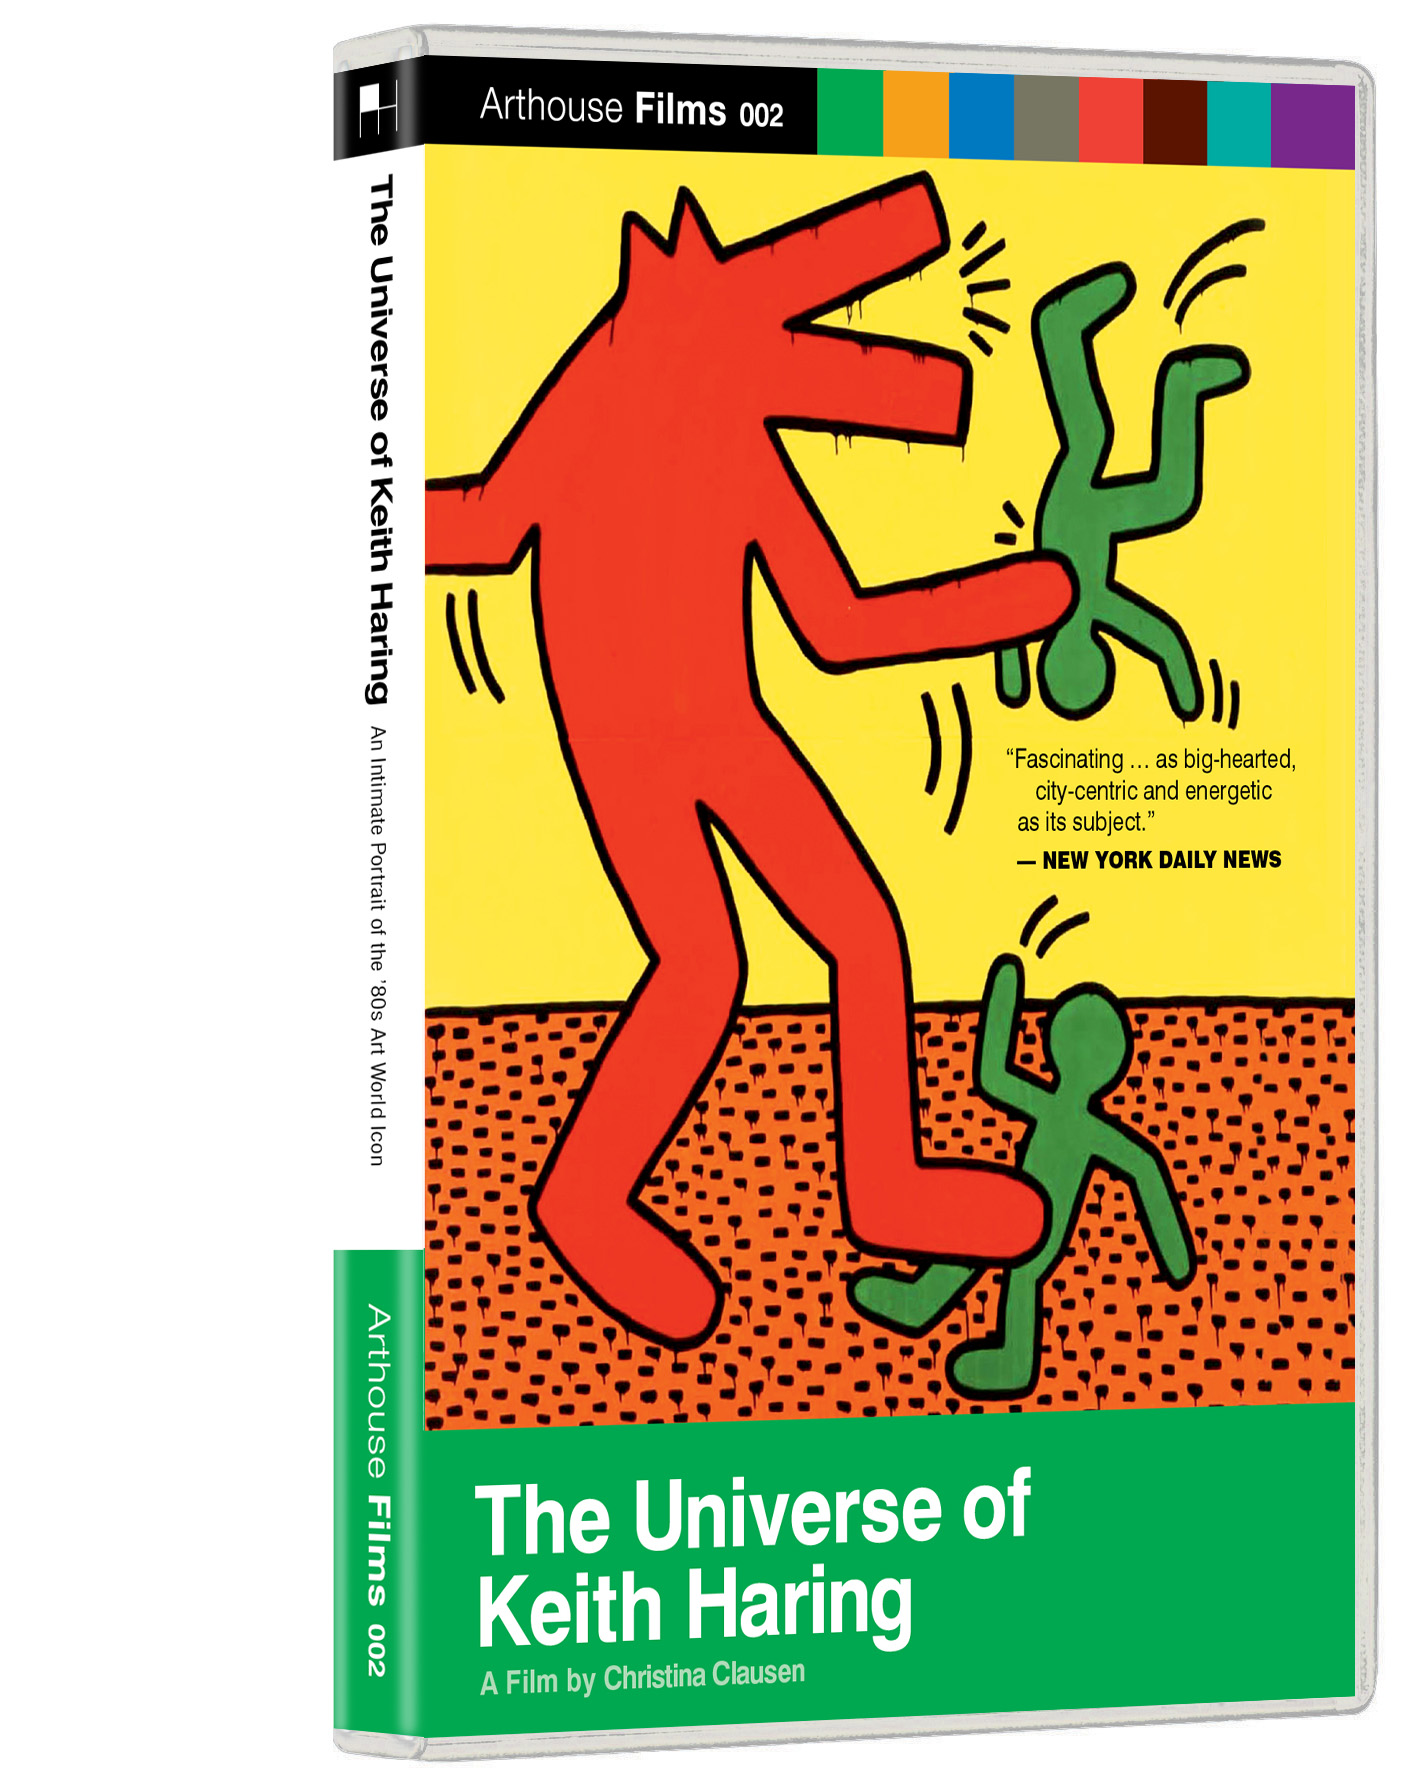 Arthouse Films 002
The Universe of Keith Haring An Intimate Portrait of the '80s Art World Icon
Arthouse Films 002
“Fascinating … as big-hearted,
city-centric and energetic
as its subject.”
— NEW YORK DAILY NEWS
The Universe of
Keith Haring
A Film by Christina Clausen